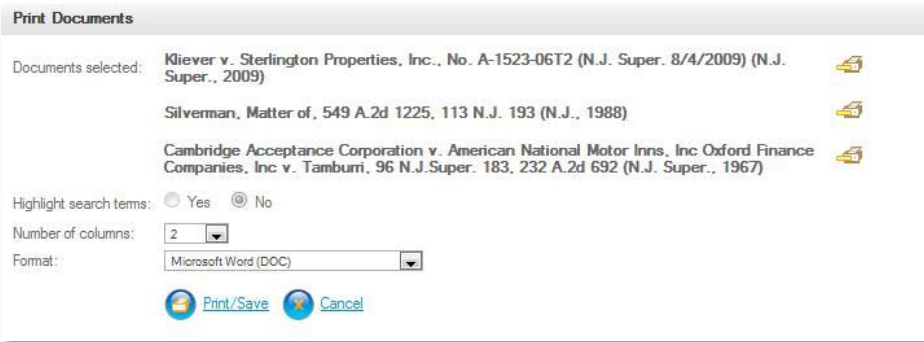 Print Documents
Documents selected:
Kliever v. Sterlington Properties, Inc., No. A-1523-06T2 (N.J. Super. 8/4/2009) (N.J.
Super., 2009)
Silverman, Matter of, 549 A.2d 1225, 113 N.J. 193 (N.J., 1988)
Cambridge Acceptance Corporation v. American National Motor Inns, Inc Oxford Finance
Companies, Inc v. Tamburri, 96 N.J.Super. 183, 232 A.2d 692 (N.J. Super., 1967)
Highlight search terms: Yes No
Number of columns: 2
Format: Microsoft Word (DOC)
Print/Save Cancel